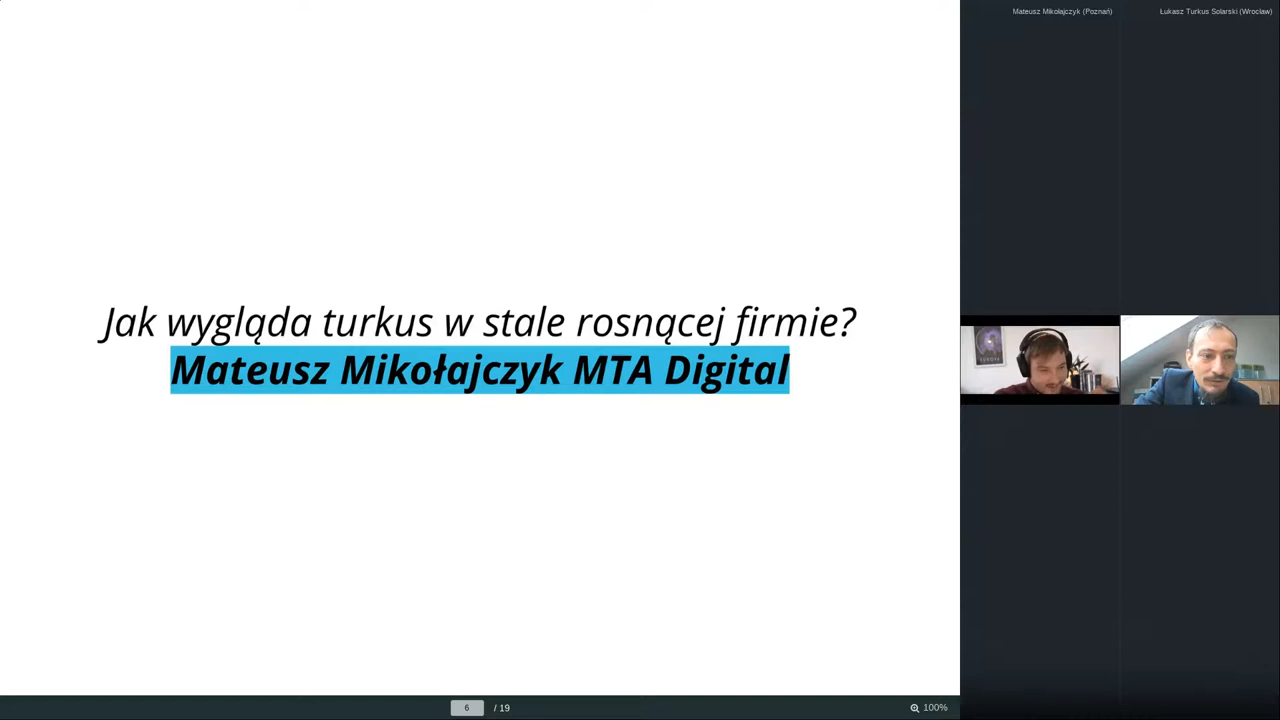 Mateusz Mikołajczyk (Poznań)
Łukasz Turkus Solarski (Wrocław)
Jak wygląda turkus w stale rosnącej firmie?
Mateusz Mikołajczyk MTA Digital
EUROPA
6 / 19
100%